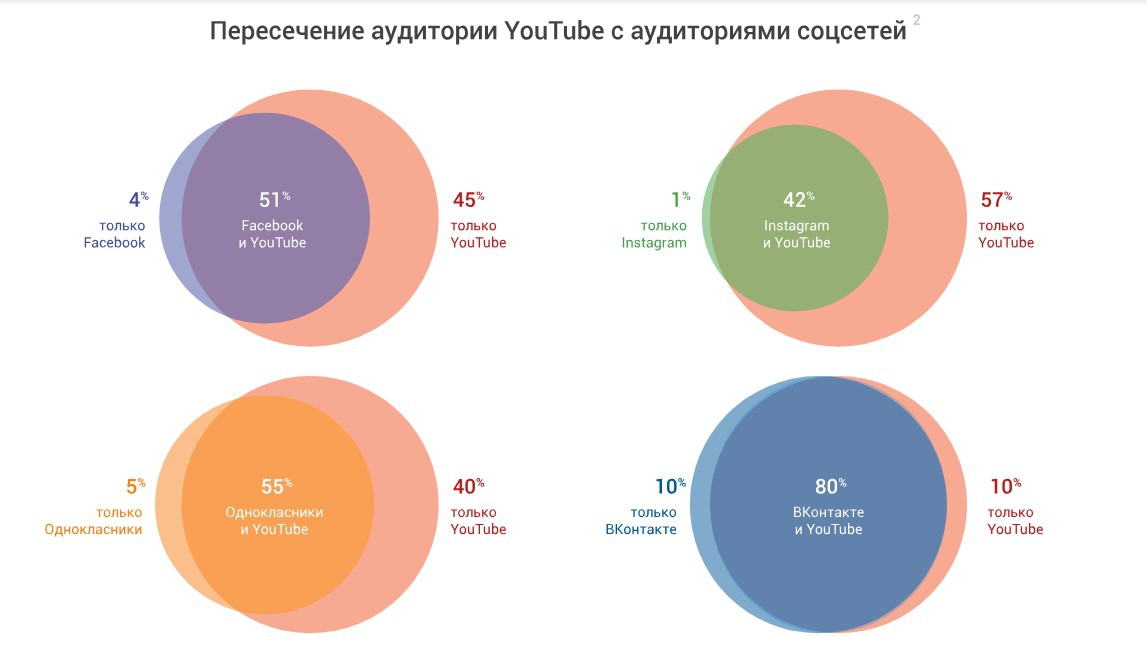 Пересечение аудитории YouTube с аудиториями соцсетей 2
4%
только
Facebook
51%
Facebook
и YouTube
45%
только
YouTube
1%
только
Instagram
42%
Instagram
и YouTube
57%
только
YouTube
5%
только
Однокласники
55%
Однокласники
и YouTube
40%
только
YouTube
10%
только
ВКонтакте
80%
ВКонтакте
и YouTube
10%
только
YouTube